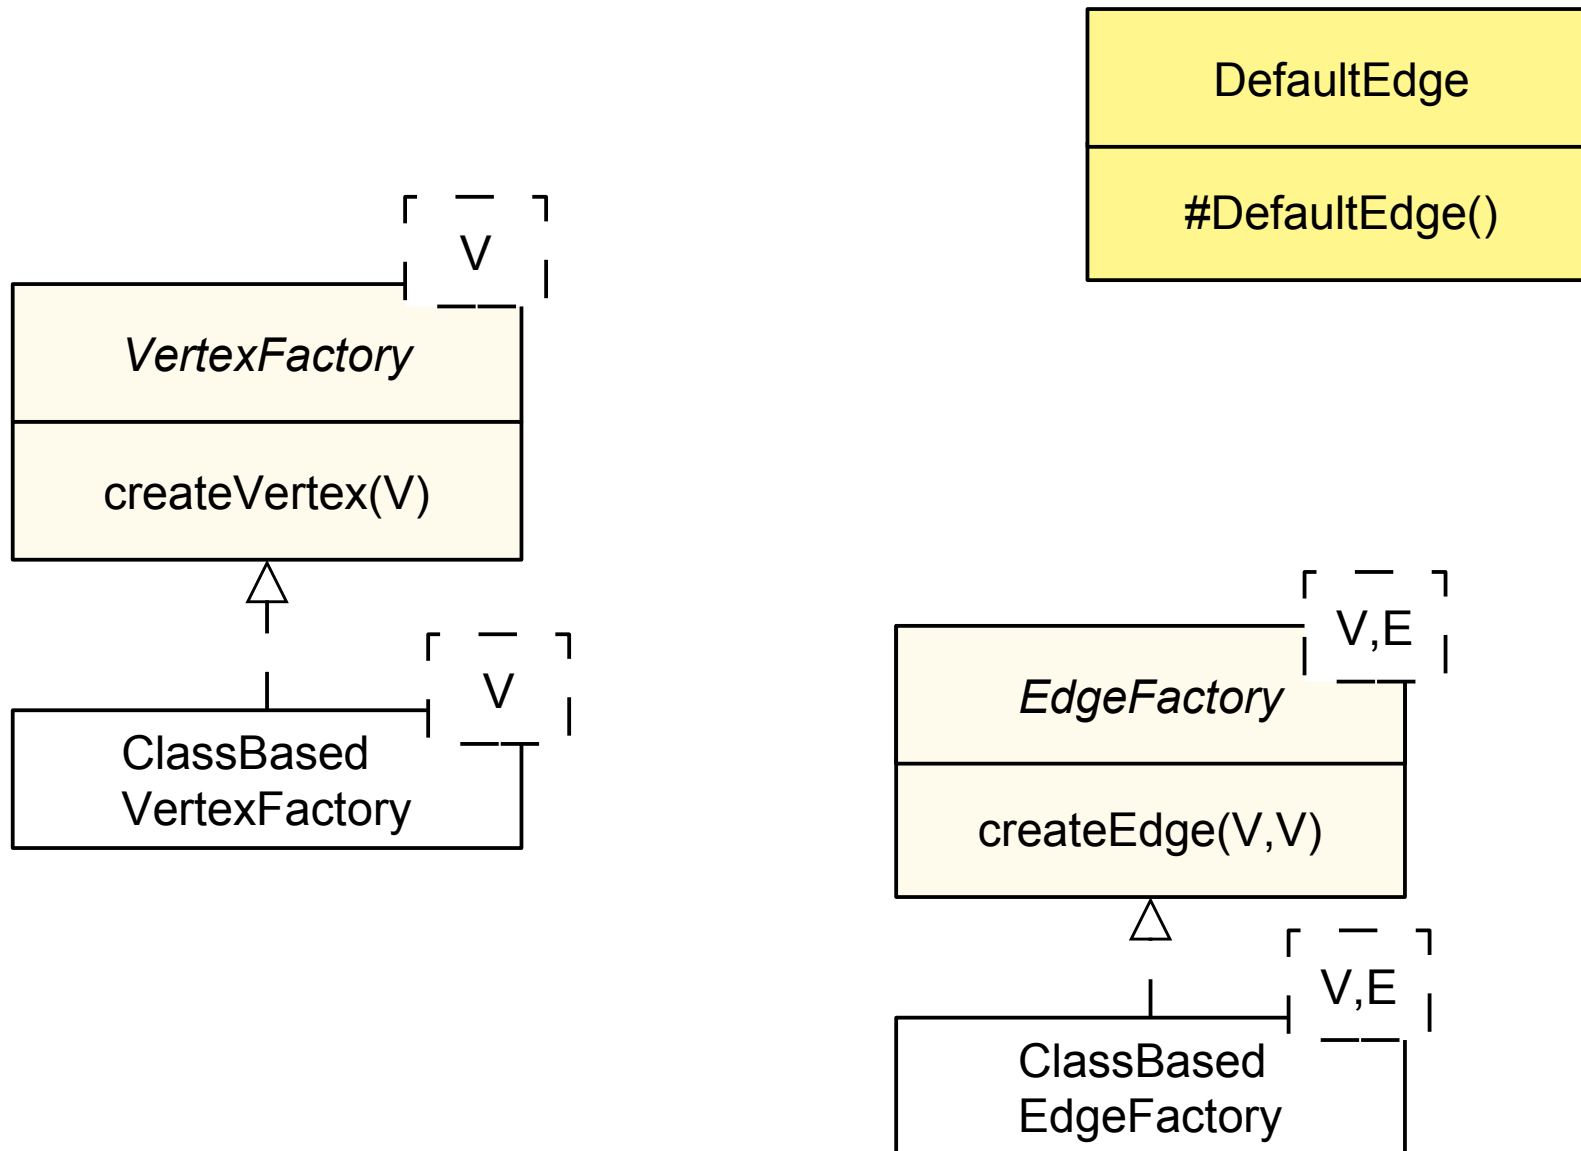 DefaultEdge
#DefaultEdge()
V
VertexFactory
createVertex(V)
V
ClassBased
VertexFactory
V,E
EdgeFactory
createEdge(V,V)
V,E
ClassBased
EdgeFactory